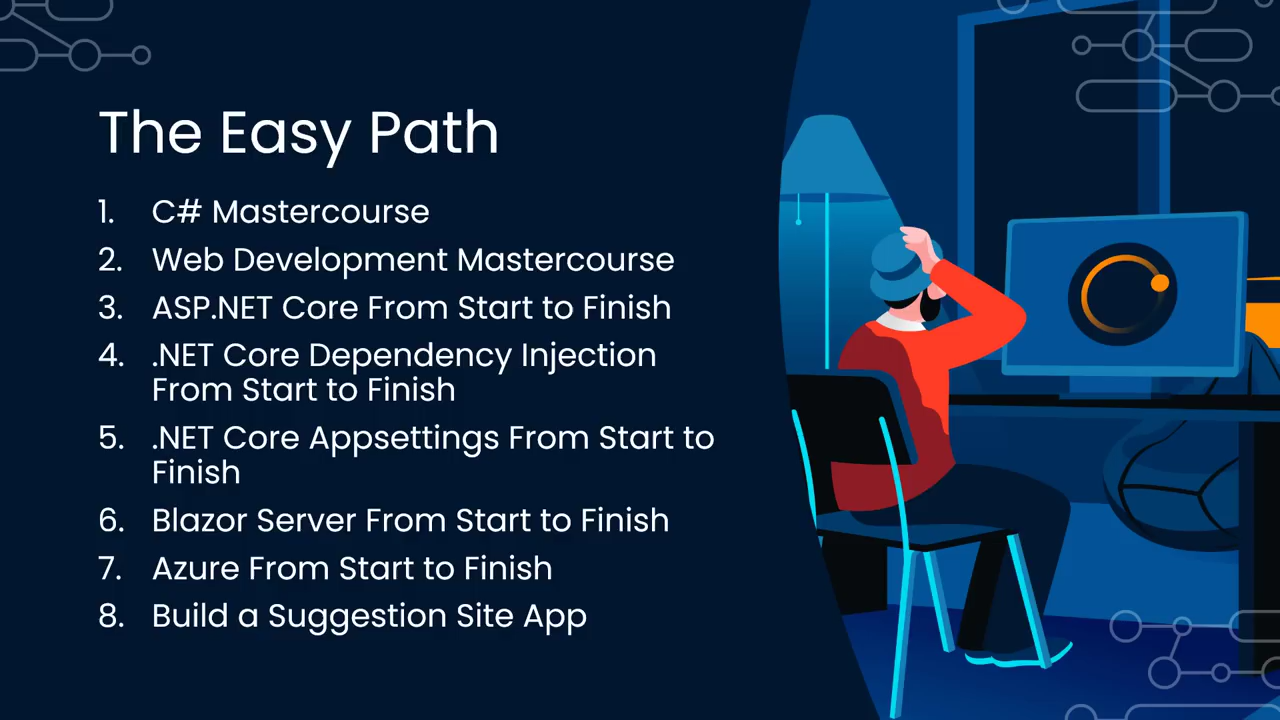 The Easy Path
1. C# Mastercourse
2. Web Development Mastercourse
3. ASP.NET Core From Start to Finish
4. .NET Core Dependency Injection
From Start to Finish
5. .NET Core Appsettings From Start to
Finish
6. Blazor Server From Start to Finish
7. Azure From Start to Finish
8. Build a Suggestion Site App